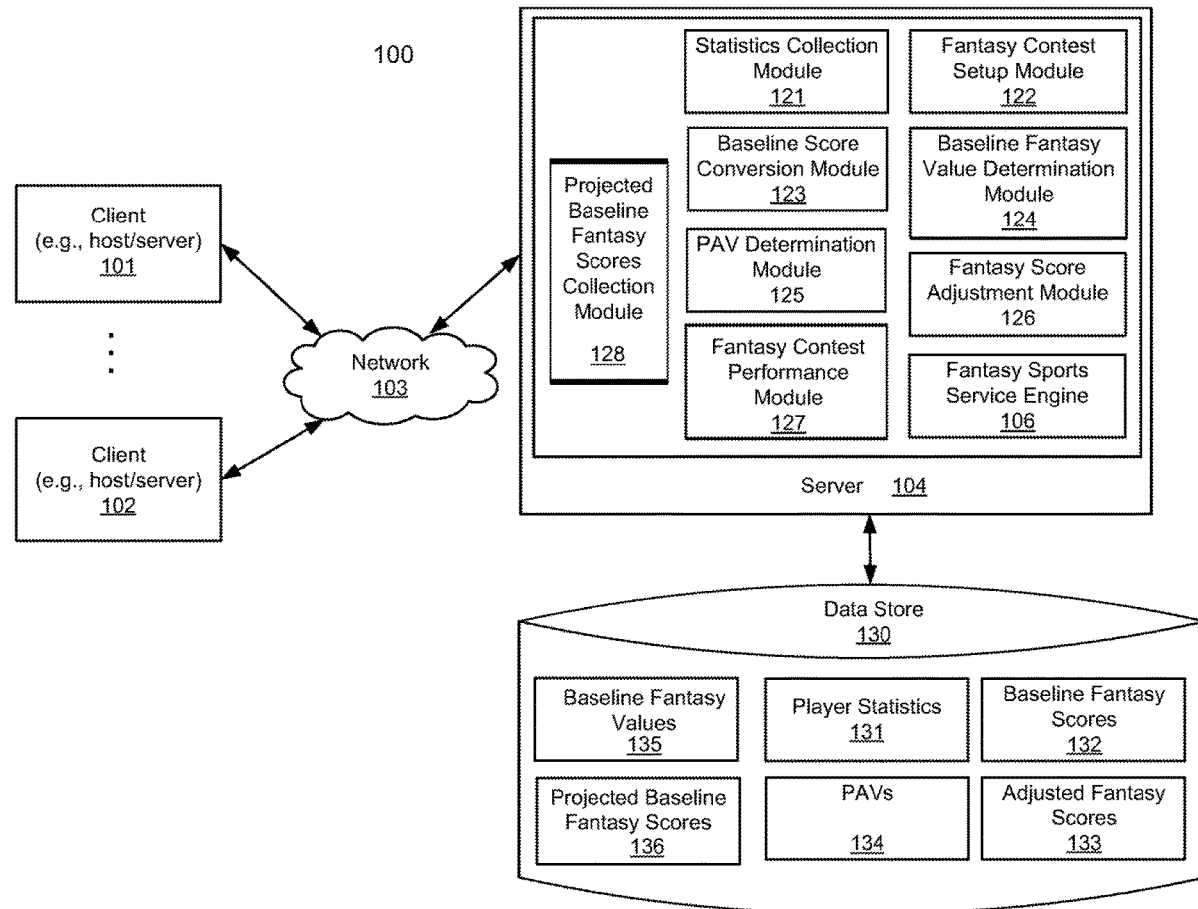 100
Statistics Collection
Module
121
Fantasy Contest
Setup Module
122
Baseline Score
Conversion Module
123
Baseline Fantasy
Value Determination
Module
124
Projected
Baseline
Fantasy
Scores
Collection
Module
128
PAV Determination
Module
125
Fantasy Score
Adjustment Module
126
Fantasy Contest
Performance
Module
127
Fantasy Sports
Service Engine
106
Server 104
Client
(e.g., host/server)
101
Network
103
Client
(e.g., host/server)
102
Data Store
130
Baseline Fantasy
Values
135
Player Statistics
131
Baseline Fantasy
Scores
132
Projected Baseline
Fantasy Scores
136
PAVs
134
Adjusted Fantasy
Scores
133